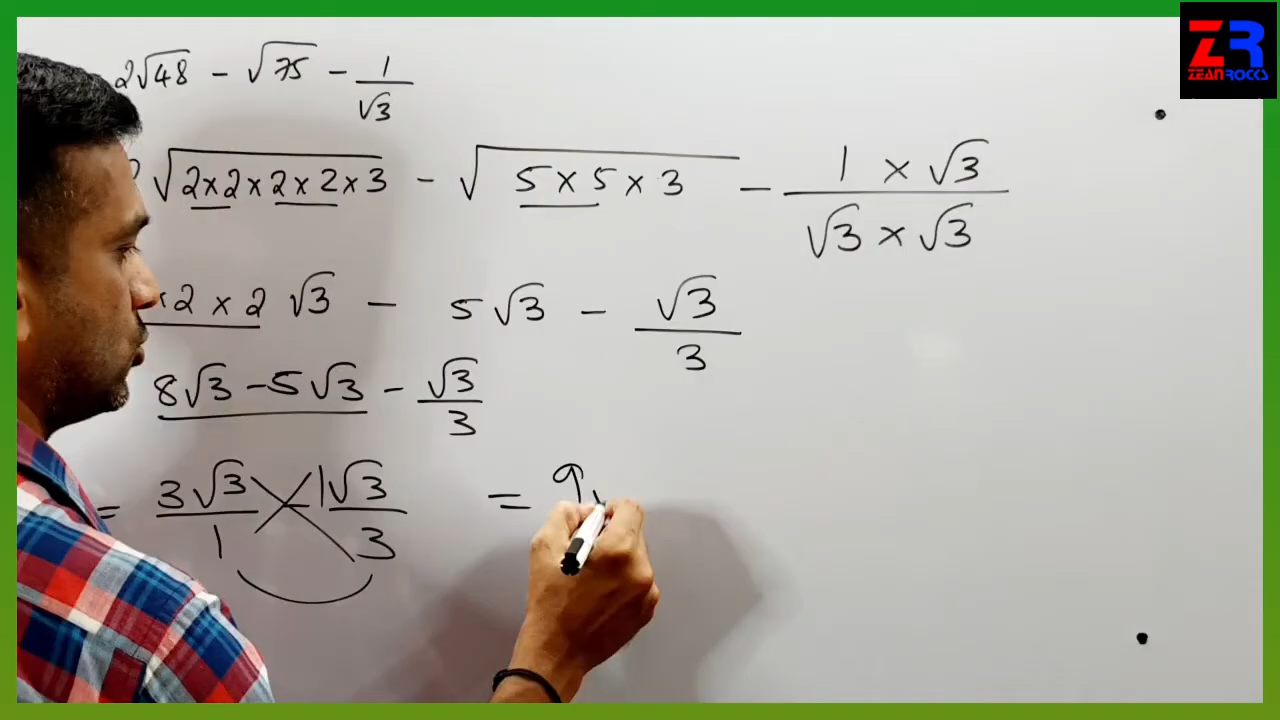 2√48 - √75 - 1/√3
ZR
ZEANROCKS
√2×2×2×2×3 - √5×5×3 - 1 × √3 / √3 × √3
×2 × 2 √3 - 5√3 - √3/3
8√3 - 5√3 - √3/3
= 3√3/1 - 1√3/3 = 9